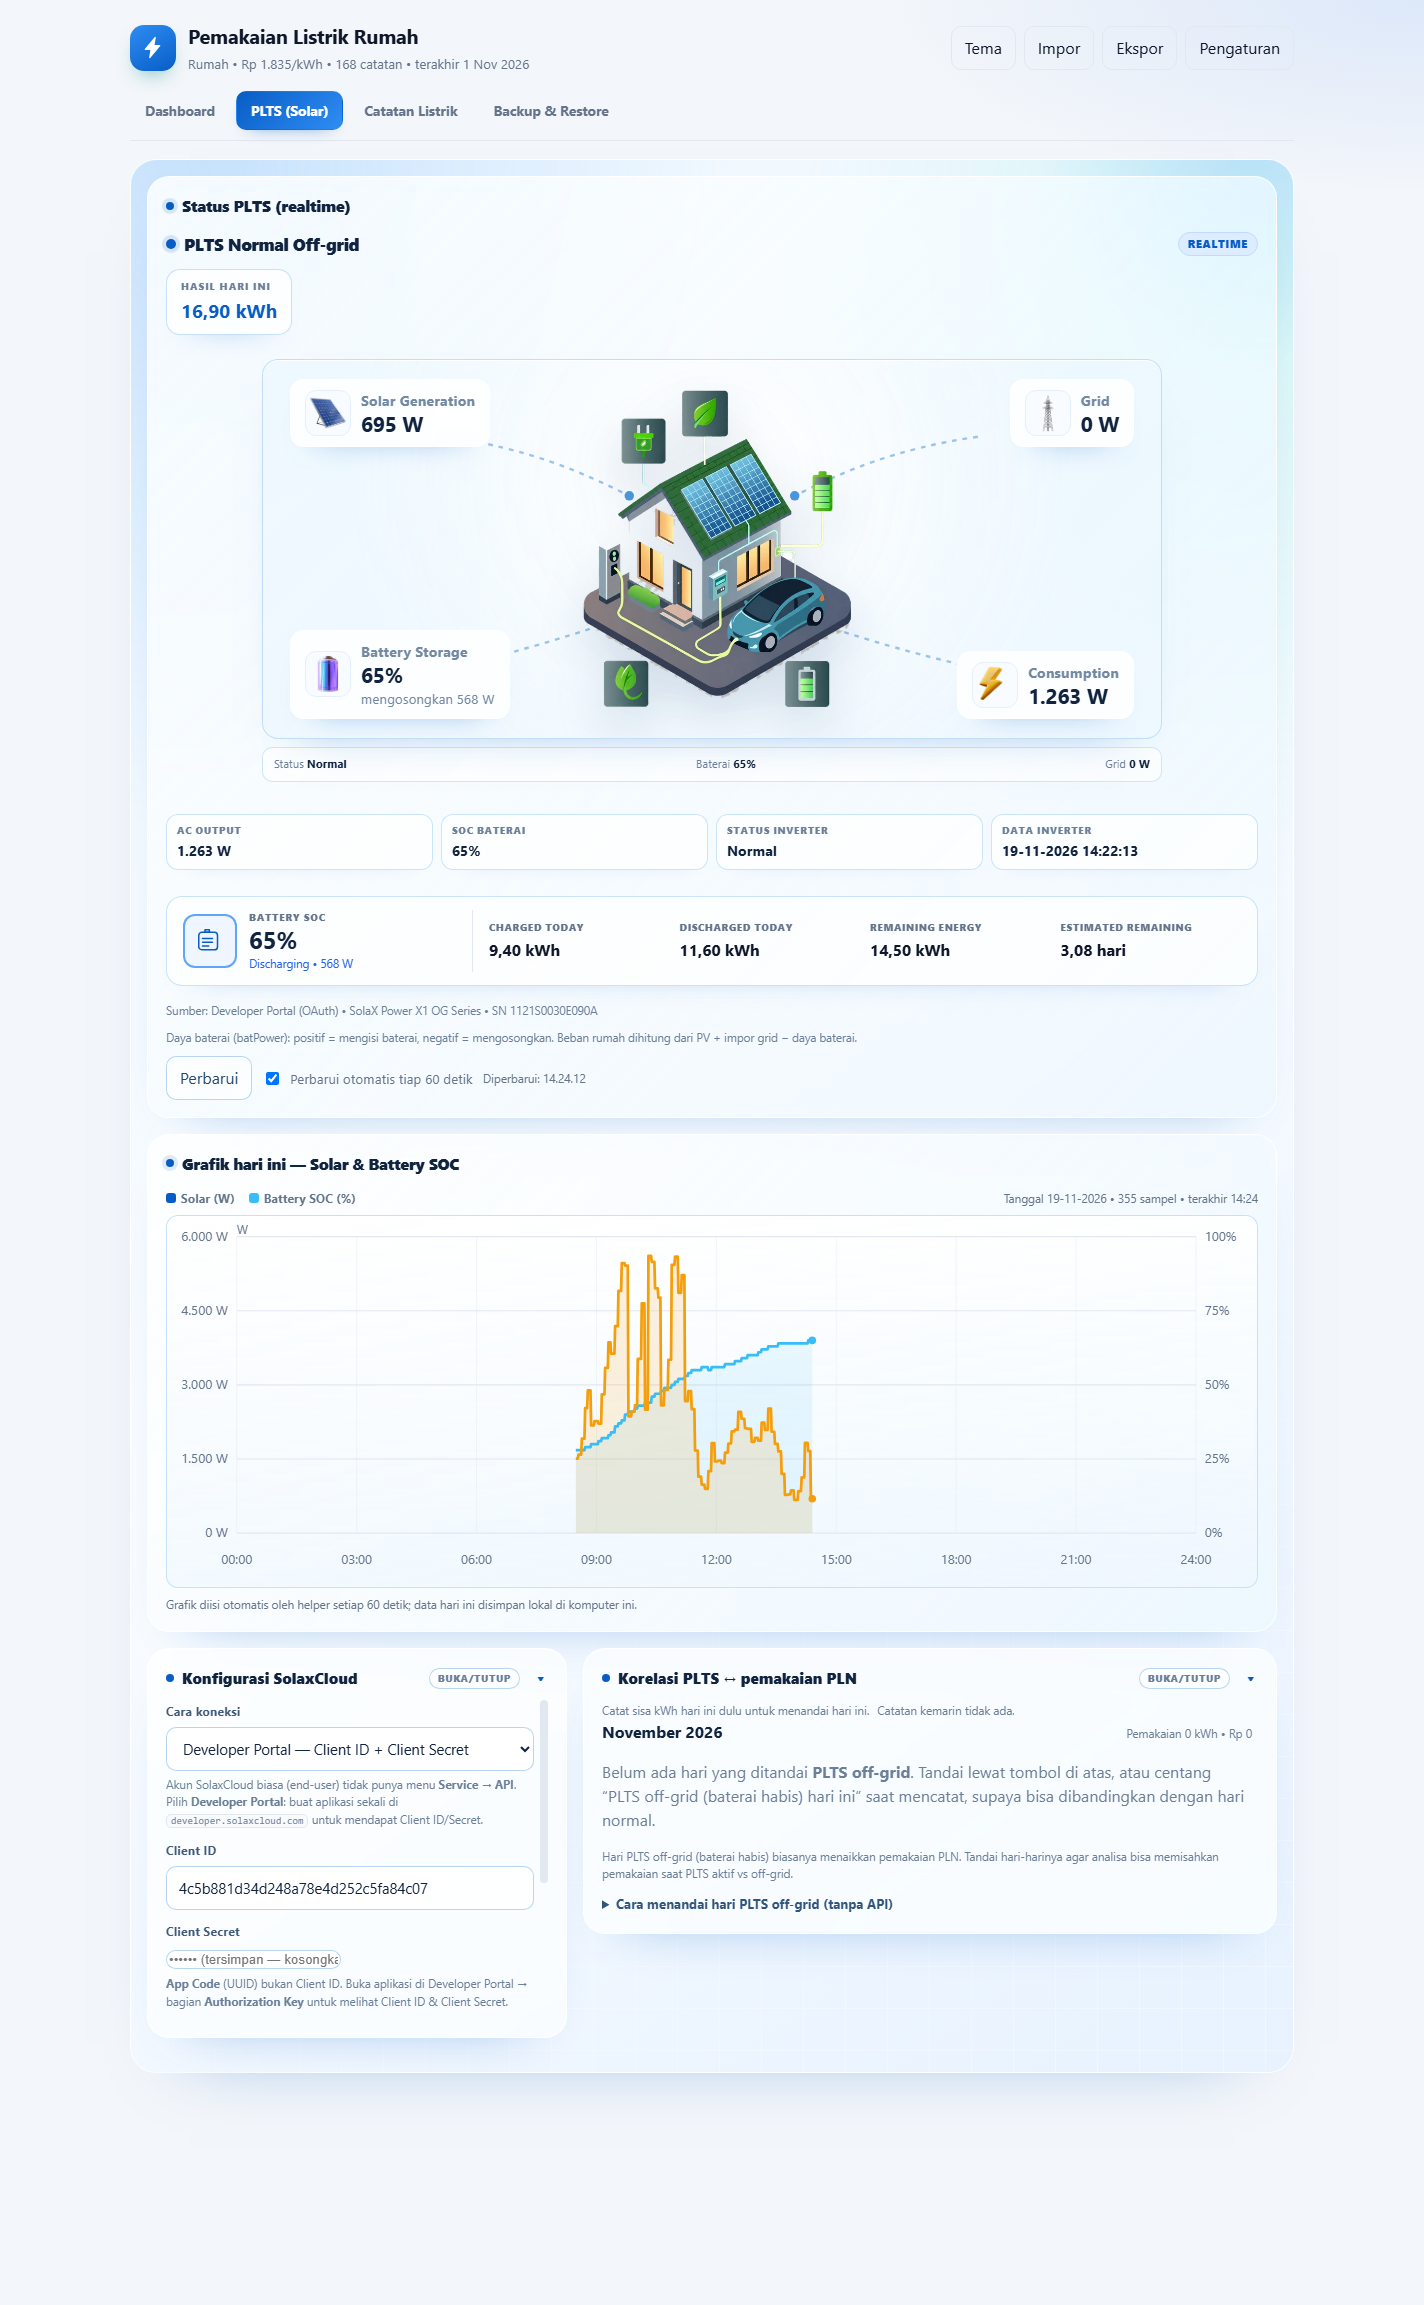 Pemakaian Listrik Rumah
Rumah • Rp 1.835/kWh • 168 catatan • terakhir 1 Nov 2026
Tema
Impor
Ekspor
Pengaturan
Dashboard
PLTS (Solar)
Catatan Listrik
Backup & Restore
Status PLTS (realtime)
PLTS Normal Off-grid
REALTIME
HASIL HARI INI
16,90 kWh
Solar Generation
695 W
Grid
0 W
Battery Storage
65%
mengosongkan 568 W
Consumption
1.263 W
Status Normal
Baterai 65%
Grid 0 W
AC OUTPUT
1.263 W
SOC BATERAI
65%
STATUS INVERTER
Normal
DATA INVERTER
19-11-2026 14:22:13
BATTERY SOC
65%
Discharging • 568 W
CHARGED TODAY
9,40 kWh
DISCHARGED TODAY
11,60 kWh
REMAINING ENERGY
14,50 kWh
ESTIMATED REMAINING
3,08 hari
Sumber: Developer Portal (OAuth) • SolaX Power X1 OG Series • SN 1121S0030E090A
Daya baterai (batPower): positif = mengisi baterai, negatif = mengosongkan. Beban rumah dihitung dari PV + impor grid − daya baterai.
Perbarui
Perbarui otomatis tiap 60 detik
Diperbarui: 14.24.12
Grafik hari ini — Solar & Battery SOC
Solar (W)
Battery SOC (%)
Tanggal 19-11-2026 • 355 sampel • terakhir 14:24
W
6.000 W
4.500 W
3.000 W
1.500 W
0 W
100%
75%
50%
25%
0%
00:00
03:00
06:00
09:00
12:00
15:00
18:00
21:00
24:00
Grafik diisi otomatis oleh helper setiap 60 detik; data hari ini disimpan lokal di komputer ini.
Konfigurasi SolaxCloud
BUKA/TUTUP
Cara koneksi
Developer Portal — Client ID + Client Secret
Akun SolaxCloud biasa (end-user) tidak punya menu Service → API.
Pilih Developer Portal: buat aplikasi sekali di
developer.solaxcloud.com untuk mendapat Client ID/Secret.
Client ID
4c5b881d34d248a78e4d252c5fa84c07
Client Secret
•••••• (tersimpan — kosongka
App Code (UUID) bukan Client ID. Buka aplikasi di Developer Portal →
bagian Authorization Key untuk melihat Client ID & Client Secret.
Korelasi PLTS ↔ pemakaian PLN
BUKA/TUTUP
Catat sisa kWh hari ini dulu untuk menandai hari ini. Catatan kemarin tidak ada.
November 2026
Pemakaian 0 kWh • Rp 0
Belum ada hari yang ditandai PLTS off-grid. Tandai lewat tombol di atas, atau centang
“PLTS off-grid (baterai habis) hari ini” saat mencatat, supaya bisa dibandingkan dengan hari
normal.
Hari PLTS off-grid (baterai habis) biasanya menaikkan pemakaian PLN. Tandai hari-harinya agar analisa bisa memisahkan
pemakaian saat PLTS aktif vs off-grid.
Cara menandai hari PLTS off-grid (tanpa API)